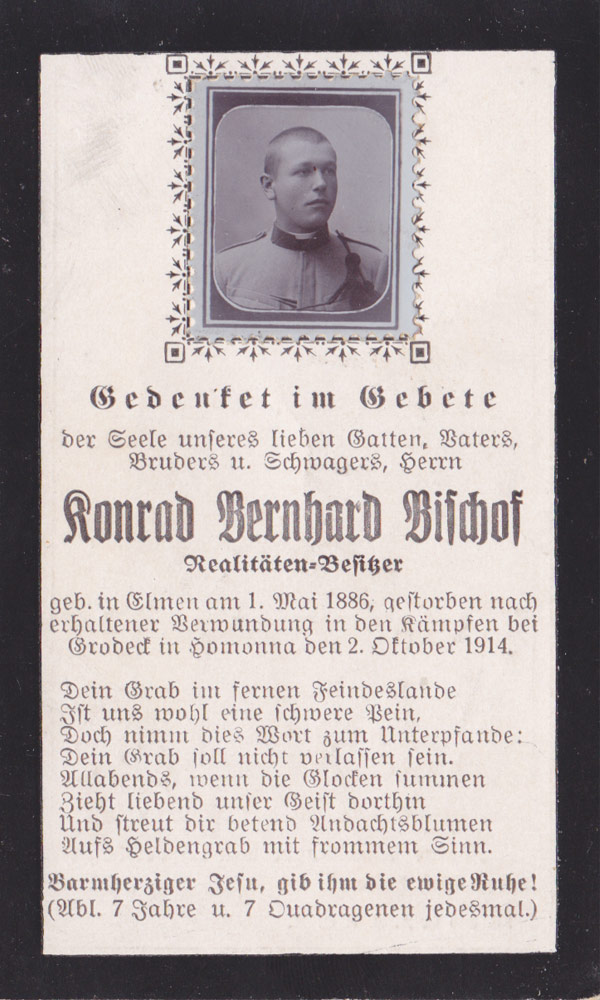 Gedenket im Gebete
der Seele unseres lieben Gatten, Vaters,
Bruders u. Schwagers, Herrn
Konrad Bernhard Bischof
Realitäten-Besitzer
geb. in Elmen am 1. Mai 1886, gestorben nach
erhaltener Verwundung in den Kämpfen bei
Grodeck in Homonna den 2. Oktober 1914.
Dein Grab im fernen Feindeslande
Ist uns wohl eine schwere Pein,
Doch nimm dies Wort zum Unterpfande:
Dein Grab soll nicht verlassen sein.
Allabends, wenn die Glocken summen
Zieht liebend unser Geist dorthin
Und streut dir betend Andachtsblumen
Aufs Heldengrab mit frommem Sinn.
Barmherziger Jesu, gib ihm die ewige Ruhe!
(Abl. 7 Jahre u. 7 Quadragenen jedesmal.)